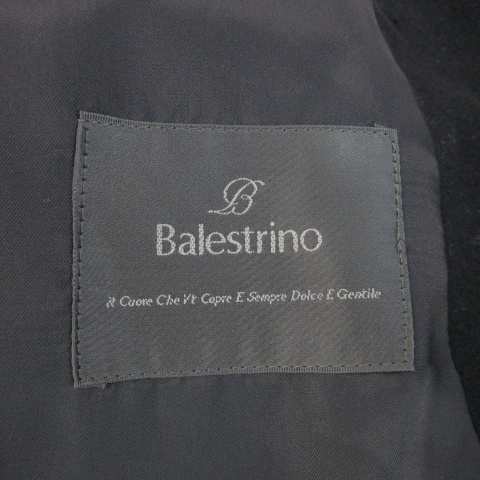 B
Balestrino
Il Cuore Che Vi Copre E Sempre Dolce E Gentile